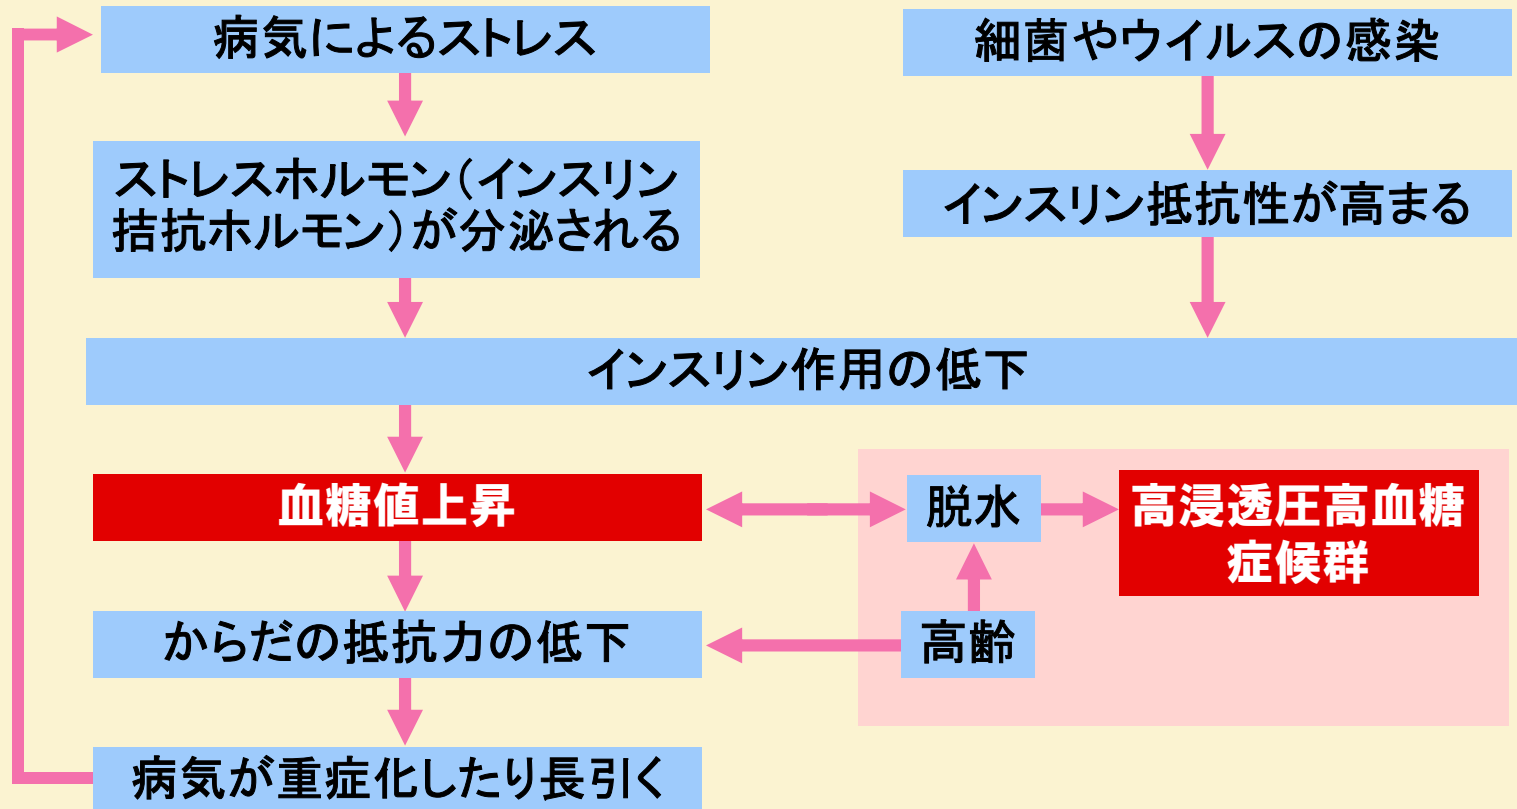 病気によるストレス
細菌やウイルスの感染
ストレスホルモン(インスリン
拮抗ホルモン)が分泌される
インスリン抵抗性が高まる
インスリン作用の低下
血糖値上昇
脱水
高浸透圧高血糖
症候群
からだの抵抗力の低下
高齢
病気が重症化したり長引く